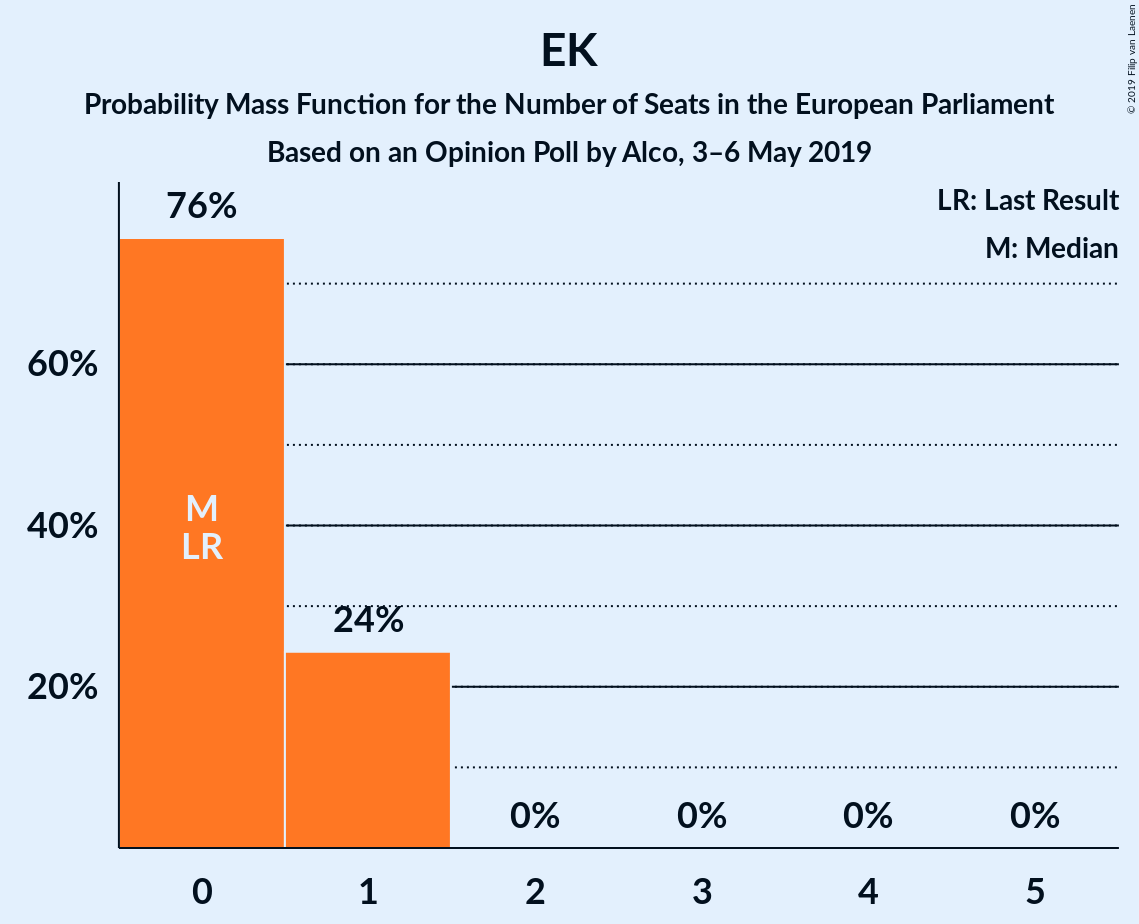 EK
Probability Mass Function for the Number of Seats in the European Parliament
Based on an Opinion Poll by Alco, 3–6 May 2019
© 2019 Filip van Laenen
LR: Last Result
M: Median
76%
60%
40%
20%
M
LR
24%
0%
0%
0%
0%
0
1
2
3
4
5